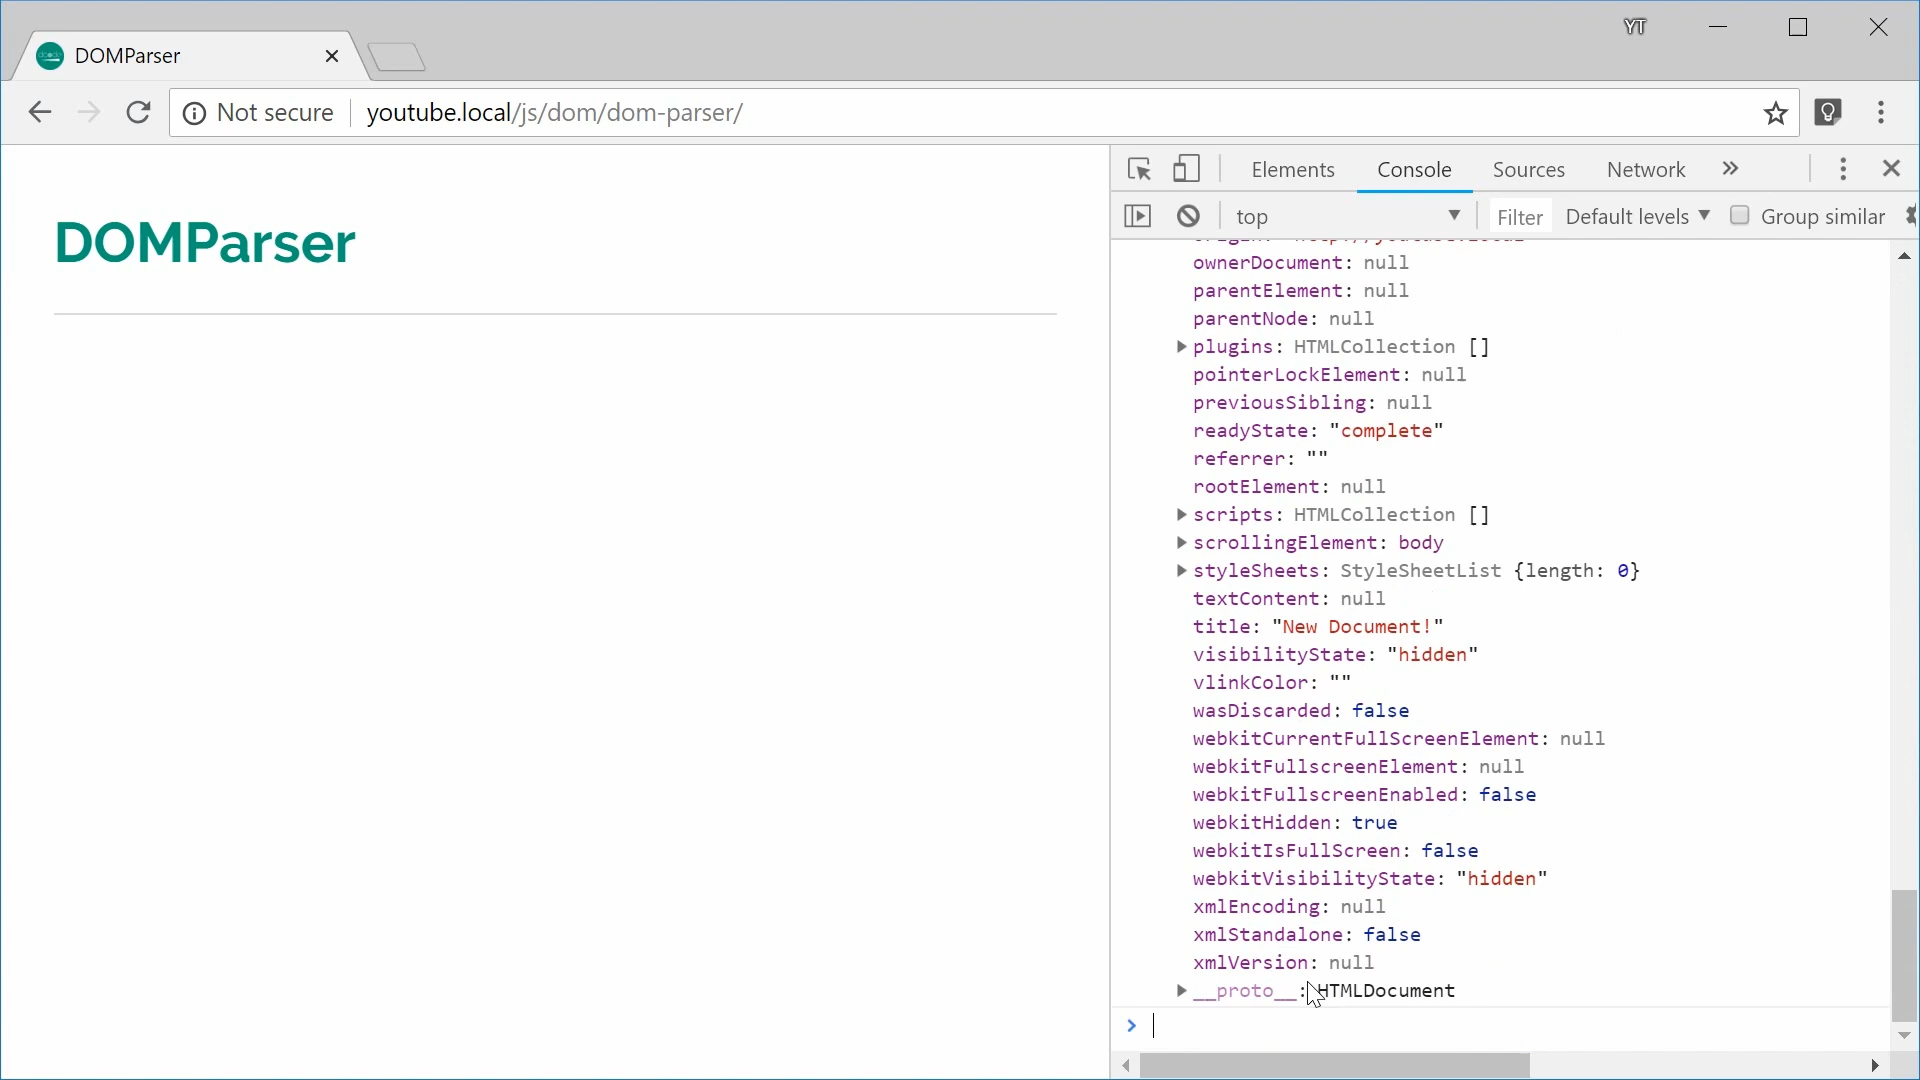 YT
DOMParser
Not secure
youtube.local/js/dom/dom-parser/
DOMParser
Elements
Console
Sources
Network
top
Filter
Default levels
Group similar
ownerDocument: null
parentElement: null
parentNode: null
plugins: HTMLCollection []
pointerLockElement: null
previousSibling: null
readyState: "complete"
referrer: ""
rootElement: null
scripts: HTMLCollection []
scrollingElement: body
styleSheets: StyleSheetList {length: 0}
textContent: null
title: "New Document!"
visibilityState: "hidden"
vlinkColor: ""
wasDiscarded: false
webkitCurrentFullScreenElement: null
webkitFullscreenElement: null
webkitFullscreenEnabled: false
webkitHidden: true
webkitIsFullScreen: false
webkitVisibilityState: "hidden"
xmlEncoding: null
xmlStandalone: false
xmlVersion: null
__proto__: HTMLDocument